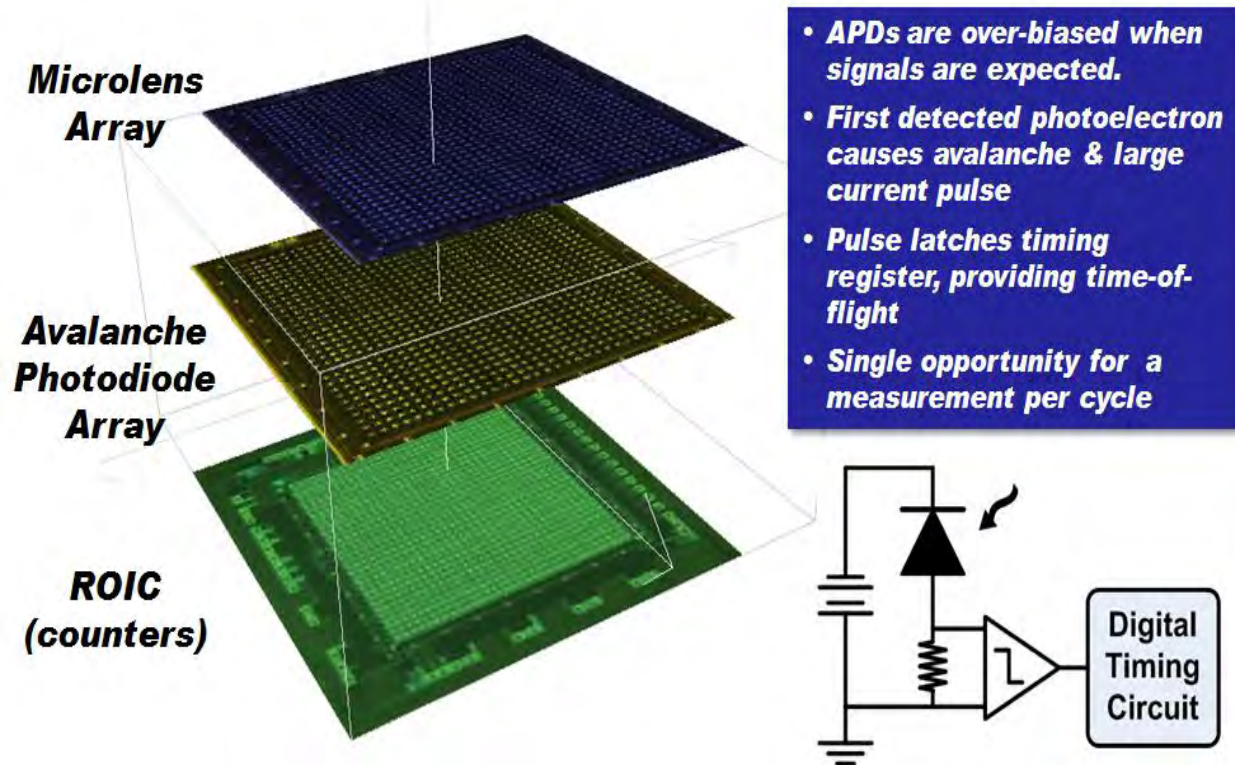 Microlens
Array
Avalanche
Photodiode
Array
ROIC
(counters)
• APDs are over-biased when
signals are expected.
• First detected photoelectron
causes avalanche & large
current pulse
• Pulse latches timing
register, providing time-of-
flight
• Single opportunity for a
measurement per cycle
Digital
Timing
Circuit